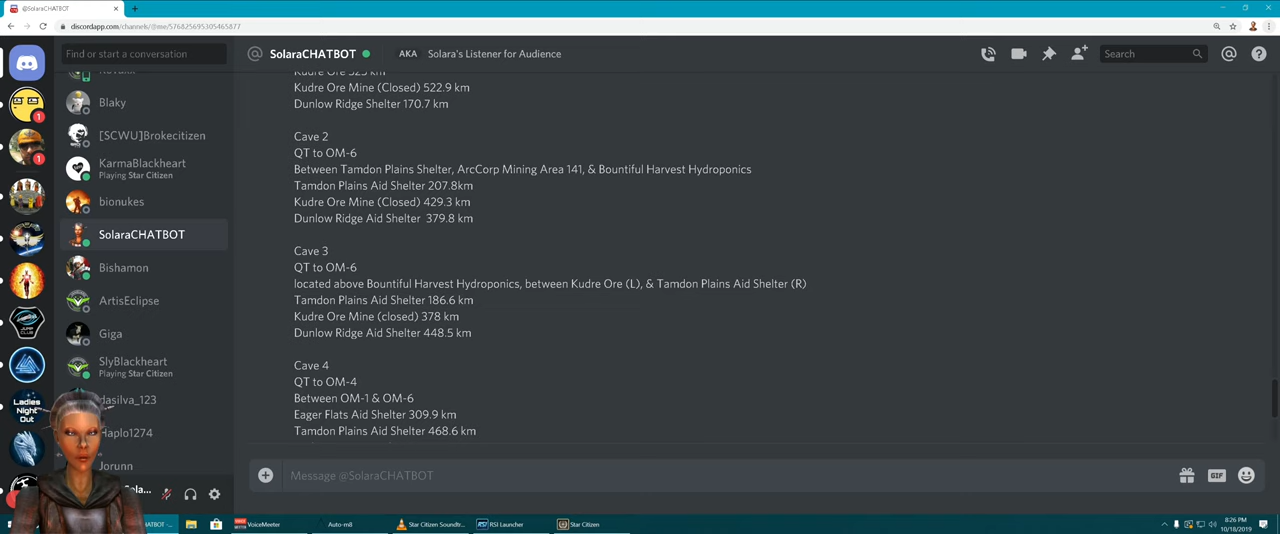 @SolaraCHATBOT
discordapp.com/channels/@me/576825695305465877
Find or start a conversation
SolaraCHATBOT
AKA
Solara's Listener for Audience
Search
Kudre Ore Mine (Closed) 522.9 km
Dunlow Ridge Shelter 170.7 km
Cave 2
QT to OM-6
Between Tamdon Plains Shelter, ArcCorp Mining Area 141, & Bountiful Harvest Hydroponics
Tamdon Plains Aid Shelter 207.8km
Kudre Ore Mine (Closed) 429.3 km
Dunlow Ridge Aid Shelter 379.8 km
Cave 3
QT to OM-6
located above Bountiful Harvest Hydroponics, between Kudre Ore (L), & Tamdon Plains Aid Shelter (R)
Tamdon Plains Aid Shelter 186.6 km
Kudre Ore Mine (closed) 378 km
Dunlow Ridge Aid Shelter 448.5 km
Cave 4
QT to OM-4
Between OM-1 & OM-6
Eager Flats Aid Shelter 309.9 km
Tamdon Plains Aid Shelter 468.6 km
Message @SolaraCHATBOT
GIF
Blaky
[SCWU]Brokecitizen
KarmaBlackheart
Playing Star Citizen
bionukes
SolaraCHATBOT
Bishamon
ArtisEclipse
Giga
SlyBlackheart
Playing Star Citizen
dasilva_123
Haplo1274
Jorunn
Sola...
1
1
Ladies
Night
Out
JUMP
CLUB
HATBOT -...
VoiceMeeter
Auto-m8
Star Citizen Soundtr...
RSI Launcher
Star Citizen
8:26 PM
10/18/2019